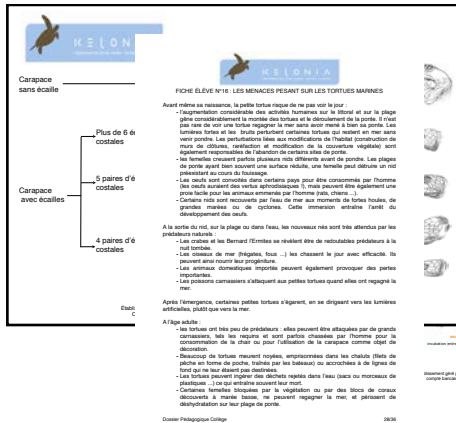 KELONIA
Carapace
sans écaille
Plus de 6 é
costales
Carapace
avec écailles
5 paires d'é
costales
4 paires d'é
costales
Établ
KELONIA
FICHE ÉLÈVE N°16 : LES MENACES PESANT SUR LES TORTUES MARINES
Avant même sa naissance, la petite tortue risque de ne pas voir le jour :
- l'augmentation considérable des activités humaines sur le littoral et sur la plage
gêne considérablement la montée des tortues et le déroulement de la ponte. Il n'est
pas rare de voir une tortue regagner la mer sans avoir mené à bien sa ponte. Les
lumières fortes et les bruits perturbent certaines tortues qui restent en mer sans
venir pondre. Les perturbations liées aux modifications de l'habitat (construction de
murs de clôtures, raréfaction et modification de la couverture végétale) sont
également responsables de l'abandon de certains sites de ponte.
- les femelles creusent parfois plusieurs nids différents avant de pondre. Les plages
de ponte ayant bien souvent une surface réduite, une femelle peut détruire un nid
préexistant au cours du fouissage.
- Les oeufs sont convoités dans certains pays pour être consommés par l'homme
(les oeufs auraient des vertus aphrodisiaques !), mais peuvent être également une
proie facile pour les animaux emmenés par l'homme (rats, chiens ...).
- Certains nids sont recouverts par l'eau de mer aux moments de fortes houles, de
grandes marées ou de cyclones. Cette immersion entraîne l'arrêt du
développement des oeufs.
A la sortie du nid, sur la plage ou dans l'eau, les nouveaux nés sont très attendus par les
prédateurs naturels :
- Les crabes et les Bernard l'Ermites se révèlent être de redoutables prédateurs à la
nuit tombée.
- Les oiseaux de mer (frégates, fous ...) les chassent le jour avec efficacité. Ils
peuvent ainsi nourrir leur progéniture.
- Les animaux domestiques importés peuvent également provoquer des pertes
importantes.
- Les poissons carnassiers s'attaquent aux petites tortues quand elles ont regagné la
mer.
Après l'émergence, certaines petites tortues s'égarent, en se dirigeant vers les lumières
artificielles, plutôt que vers la mer.
A l'âge adulte :
- les tortues ont très peu de prédateurs : elles peuvent être attaquées par de grands
carnassiers, tels les requins et sont parfois chassées par l'homme pour la
consommation de la chair ou pour l'utilisation de la carapace comme objet de
décoration.
- Beaucoup de tortues meurent noyées, emprisonnées dans les chaluts (filets de
pêche en forme de poche, traînés par les bateaux) ou accrochées à de lignes de
fond qui ne leur étaient pas destinées.
- Les tortues peuvent ingérer des déchets rejetés dans l'eau (sacs ou morceaux de
plastiques ...) ce qui entraîne souvent leur mort.
- Certaines femelles bloquées par la végétation ou par des blocs de coraux
découverts à marée basse, ne peuvent regagner la mer, et périssent de
déshydratation sur leur plage de ponte.
Dossier Pédagogique Collège 28/36
incubation entre
compte bancaire